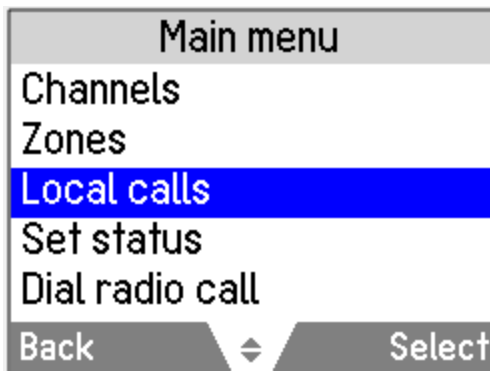 Main menu
Channels
Zones
Local calls
Set status
Dial radio call
Back Select